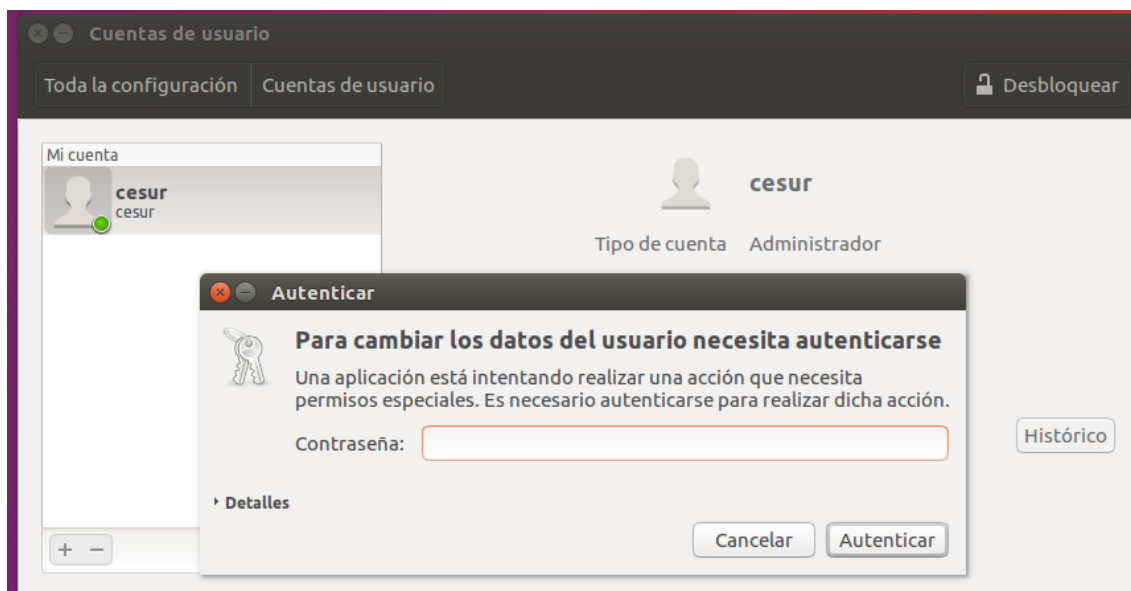 Cuentas de usuario
Toda la configuración Cuentas de usuario Desbloquear
Mi cuenta
cesur
cesur
cesur
Tipo de cuenta Administrador
Autenticar
Para cambiar los datos del usuario necesita autenticarse
Una aplicación está intentando realizar una acción que necesita
permisos especiales. Es necesario autenticarse para realizar dicha acción.
Contraseña:
Histórico
Detalles
Cancelar Autenticar
+ −